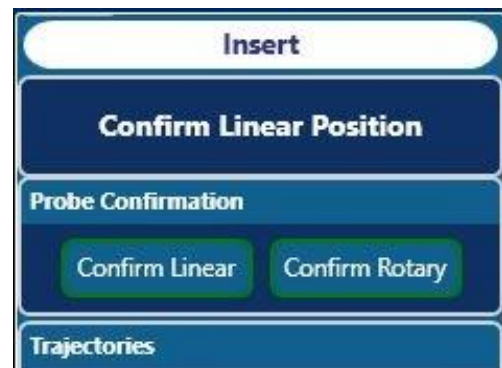 Insert
Confirm Linear Position
Probe Confirmation
Confirm Linear Confirm Rotary
Trajectories